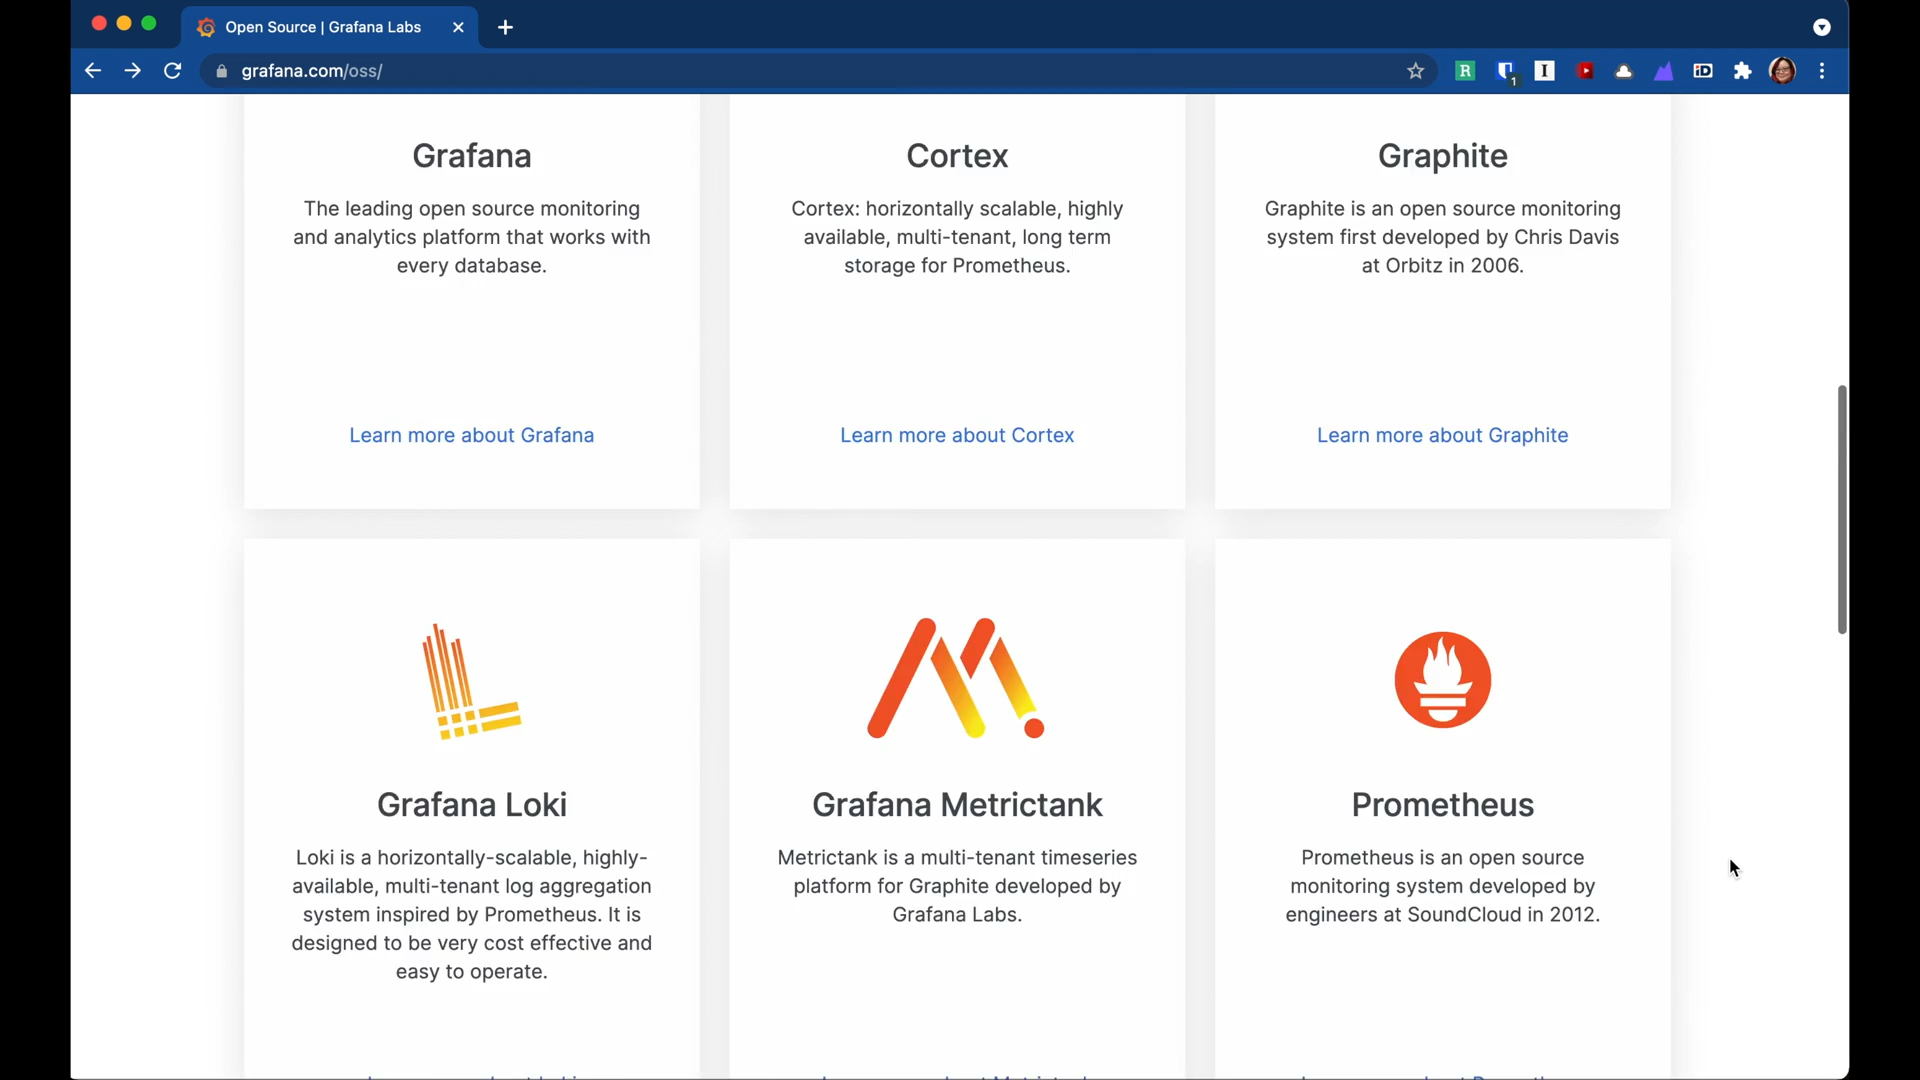 Open Source | Grafana Labs
grafana.com/oss/
1
Grafana
The leading open source monitoring
and analytics platform that works with
every database.
Learn more about Grafana
Cortex
Cortex: horizontally scalable, highly
available, multi-tenant, long term
storage for Prometheus.
Learn more about Cortex
Graphite
Graphite is an open source monitoring
system first developed by Chris Davis
at Orbitz in 2006.
Learn more about Graphite
Grafana Loki
Loki is a horizontally-scalable, highly-
available, multi-tenant log aggregation
system inspired by Prometheus. It is
designed to be very cost effective and
easy to operate.
Grafana Metrictank
Metrictank is a multi-tenant timeseries
platform for Graphite developed by
Grafana Labs.
Prometheus
Prometheus is an open source
monitoring system developed by
engineers at SoundCloud in 2012.